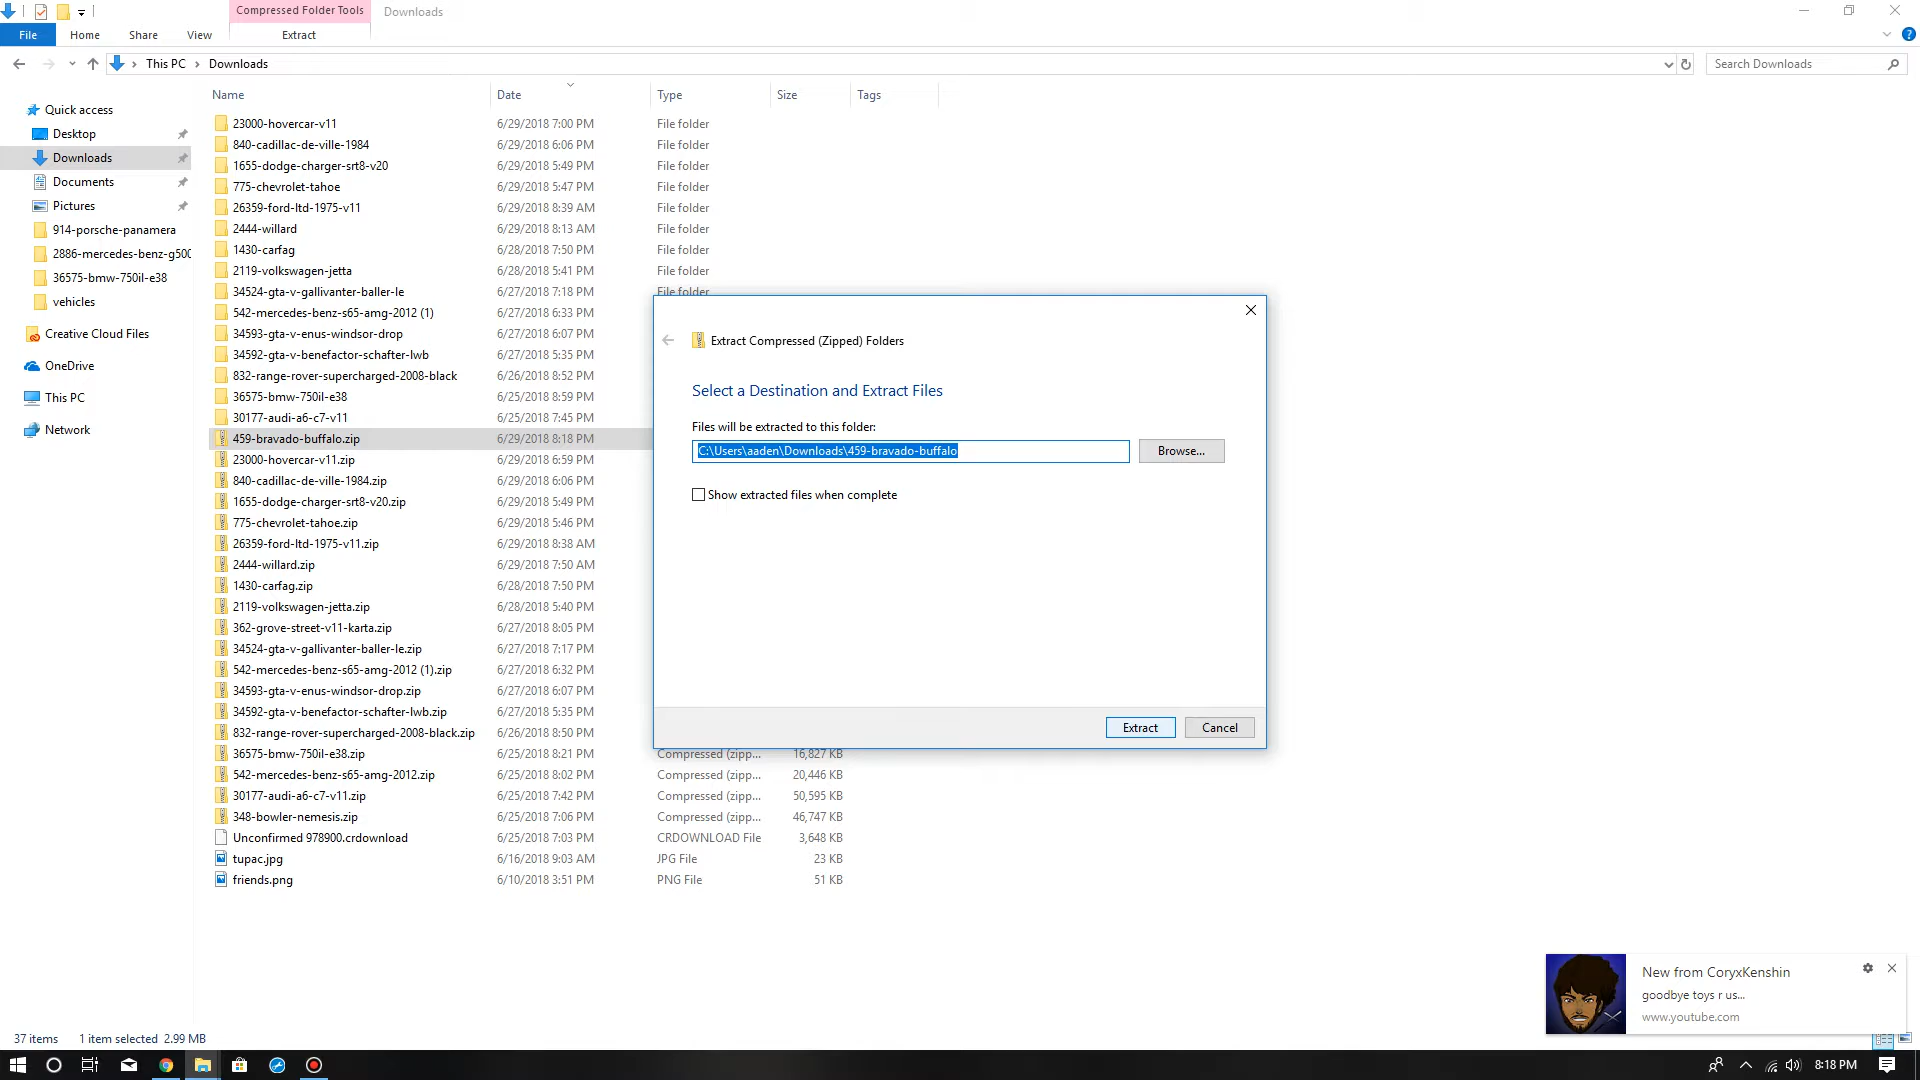 Compressed Folder Tools
Downloads
File
Home
Share
View
Extract
This PC
Downloads
Search Downloads
Name
Date
Type
Size
Tags
Quick access
Desktop
Downloads
Documents
Pictures
914-porsche-panamera
2886-mercedes-benz-g500
36575-bmw-750il-e38
vehicles
Creative Cloud Files
OneDrive
This PC
Network
23000-hovercar-v11 6/29/2018 7:00 PM File folder
840-cadillac-de-ville-1984 6/29/2018 6:06 PM File folder
1655-dodge-charger-srt8-v20 6/29/2018 5:49 PM File folder
775-chevrolet-tahoe 6/29/2018 5:47 PM File folder
26359-ford-ltd-1975-v11 6/29/2018 8:39 AM File folder
2444-willard 6/29/2018 8:13 AM File folder
1430-carfag 6/28/2018 7:50 PM File folder
2119-volkswagen-jetta 6/28/2018 5:41 PM File folder
34524-gta-v-gallivanter-baller-le 6/27/2018 7:18 PM File folder
542-mercedes-benz-s65-amg-2012 (1) 6/27/2018 6:33 PM
34593-gta-v-enus-windsor-drop 6/27/2018 6:07 PM
34592-gta-v-benefactor-schafter-lwb 6/27/2018 5:35 PM
832-range-rover-supercharged-2008-black 6/26/2018 8:52 PM
36575-bmw-750il-e38 6/25/2018 8:59 PM
30177-audi-a6-c7-v11 6/25/2018 7:45 PM
459-bravado-buffalo.zip 6/29/2018 8:18 PM
23000-hovercar-v11.zip 6/29/2018 6:59 PM
840-cadillac-de-ville-1984.zip 6/29/2018 6:06 PM
1655-dodge-charger-srt8-v20.zip 6/29/2018 5:49 PM
775-chevrolet-tahoe.zip 6/29/2018 5:46 PM
26359-ford-ltd-1975-v11.zip 6/29/2018 8:38 AM
2444-willard.zip 6/29/2018 7:50 AM
1430-carfag.zip 6/28/2018 7:50 PM
2119-volkswagen-jetta.zip 6/28/2018 5:40 PM
362-grove-street-v11-karta.zip 6/27/2018 8:05 PM
34524-gta-v-gallivanter-baller-le.zip 6/27/2018 7:17 PM
542-mercedes-benz-s65-amg-2012 (1).zip 6/27/2018 6:32 PM
34593-gta-v-enus-windsor-drop.zip 6/27/2018 6:07 PM
34592-gta-v-benefactor-schafter-lwb.zip 6/27/2018 5:35 PM
832-range-rover-supercharged-2008-black.zip 6/26/2018 8:50 PM
36575-bmw-750il-e38.zip 6/25/2018 8:21 PM Compressed (zipp... 16,827 KB
542-mercedes-benz-s65-amg-2012.zip 6/25/2018 8:02 PM Compressed (zipp... 20,446 KB
30177-audi-a6-c7-v11.zip 6/25/2018 7:42 PM Compressed (zipp... 50,595 KB
348-bowler-nemesis.zip 6/25/2018 7:06 PM Compressed (zipp... 46,747 KB
Unconfirmed 978900.crdownload 6/25/2018 7:03 PM CRDOWNLOAD File 3,648 KB
tupac.jpg 6/16/2018 9:03 AM JPG File 23 KB
friends.png 6/10/2018 3:51 PM PNG File 51 KB
Extract Compressed (Zipped) Folders
Select a Destination and Extract Files
Files will be extracted to this folder:
C:\Users\aaden\Downloads\459-bravado-buffalo
Browse...
Show extracted files when complete
Extract
Cancel
New from CoryxKenshin
goodbye toys r us...
www.youtube.com
37 items 1 item selected 2.99 MB
8:18 PM